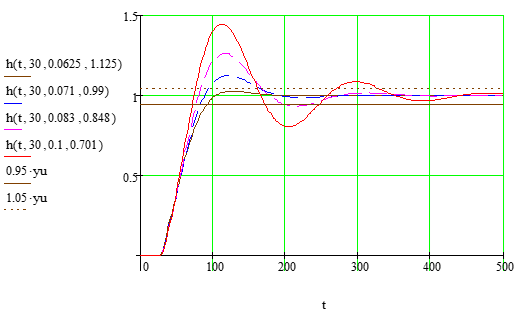 1.5
h(t, 30, 0.0625, 1.125)
h(t, 30, 0.071, 0.99)
h(t, 30, 0.083, 0.848)
h(t, 30, 0.1, 0.701)
0.95·yu
1.05·yu
1
0.5
0 100 200 300 400 500
t